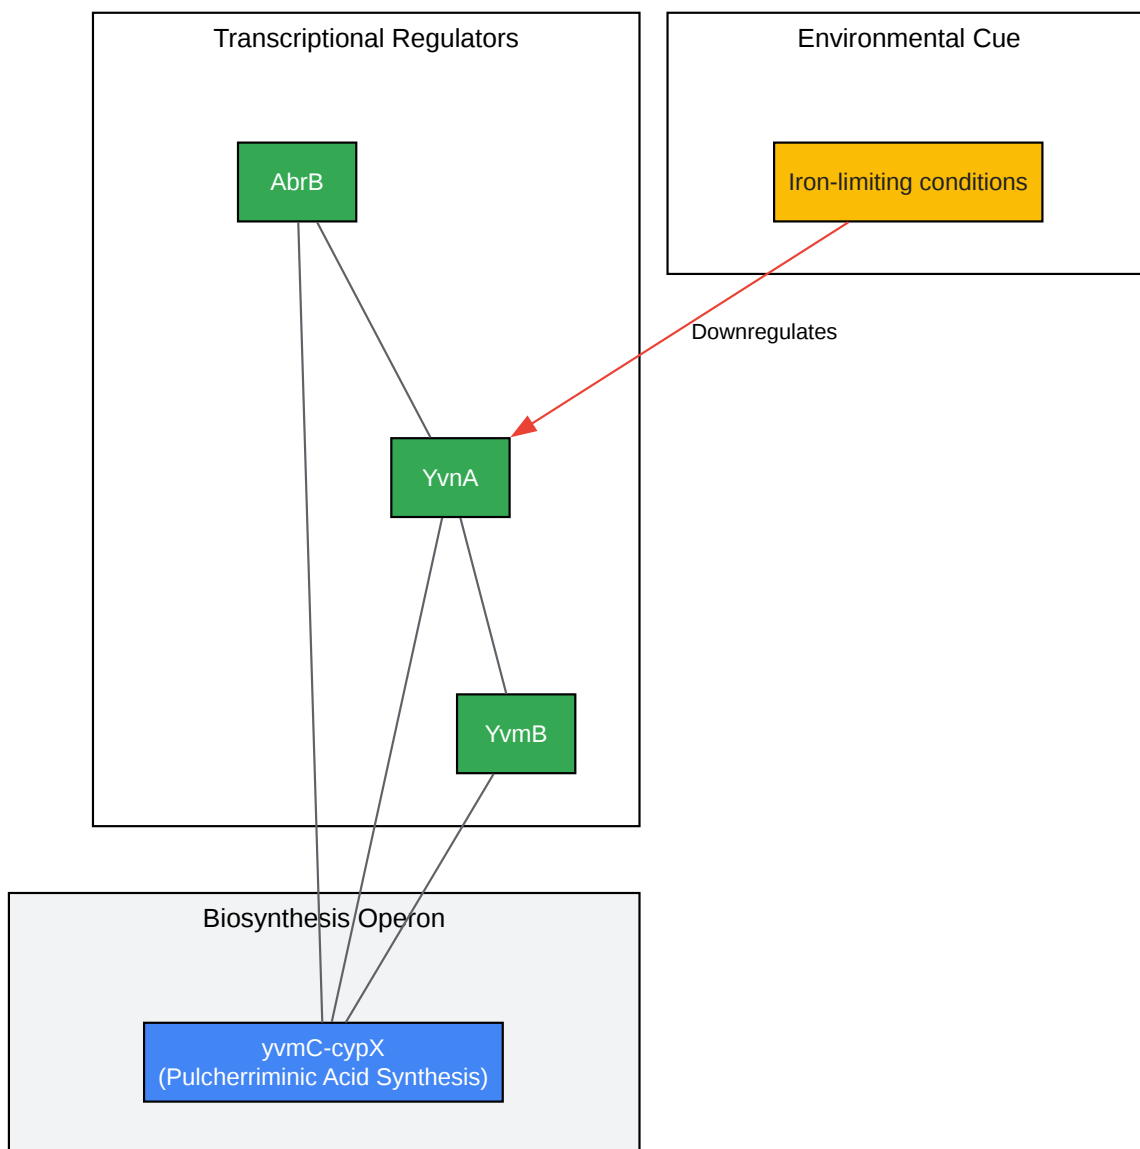 Transcriptional Regulators
Environmental Cue
AbrB
Iron-limiting conditions
Downregulates
YvnA
YvmB
Biosynthesis Operon
yvmC-cypX
(Pulcherriminic Acid Synthesis)